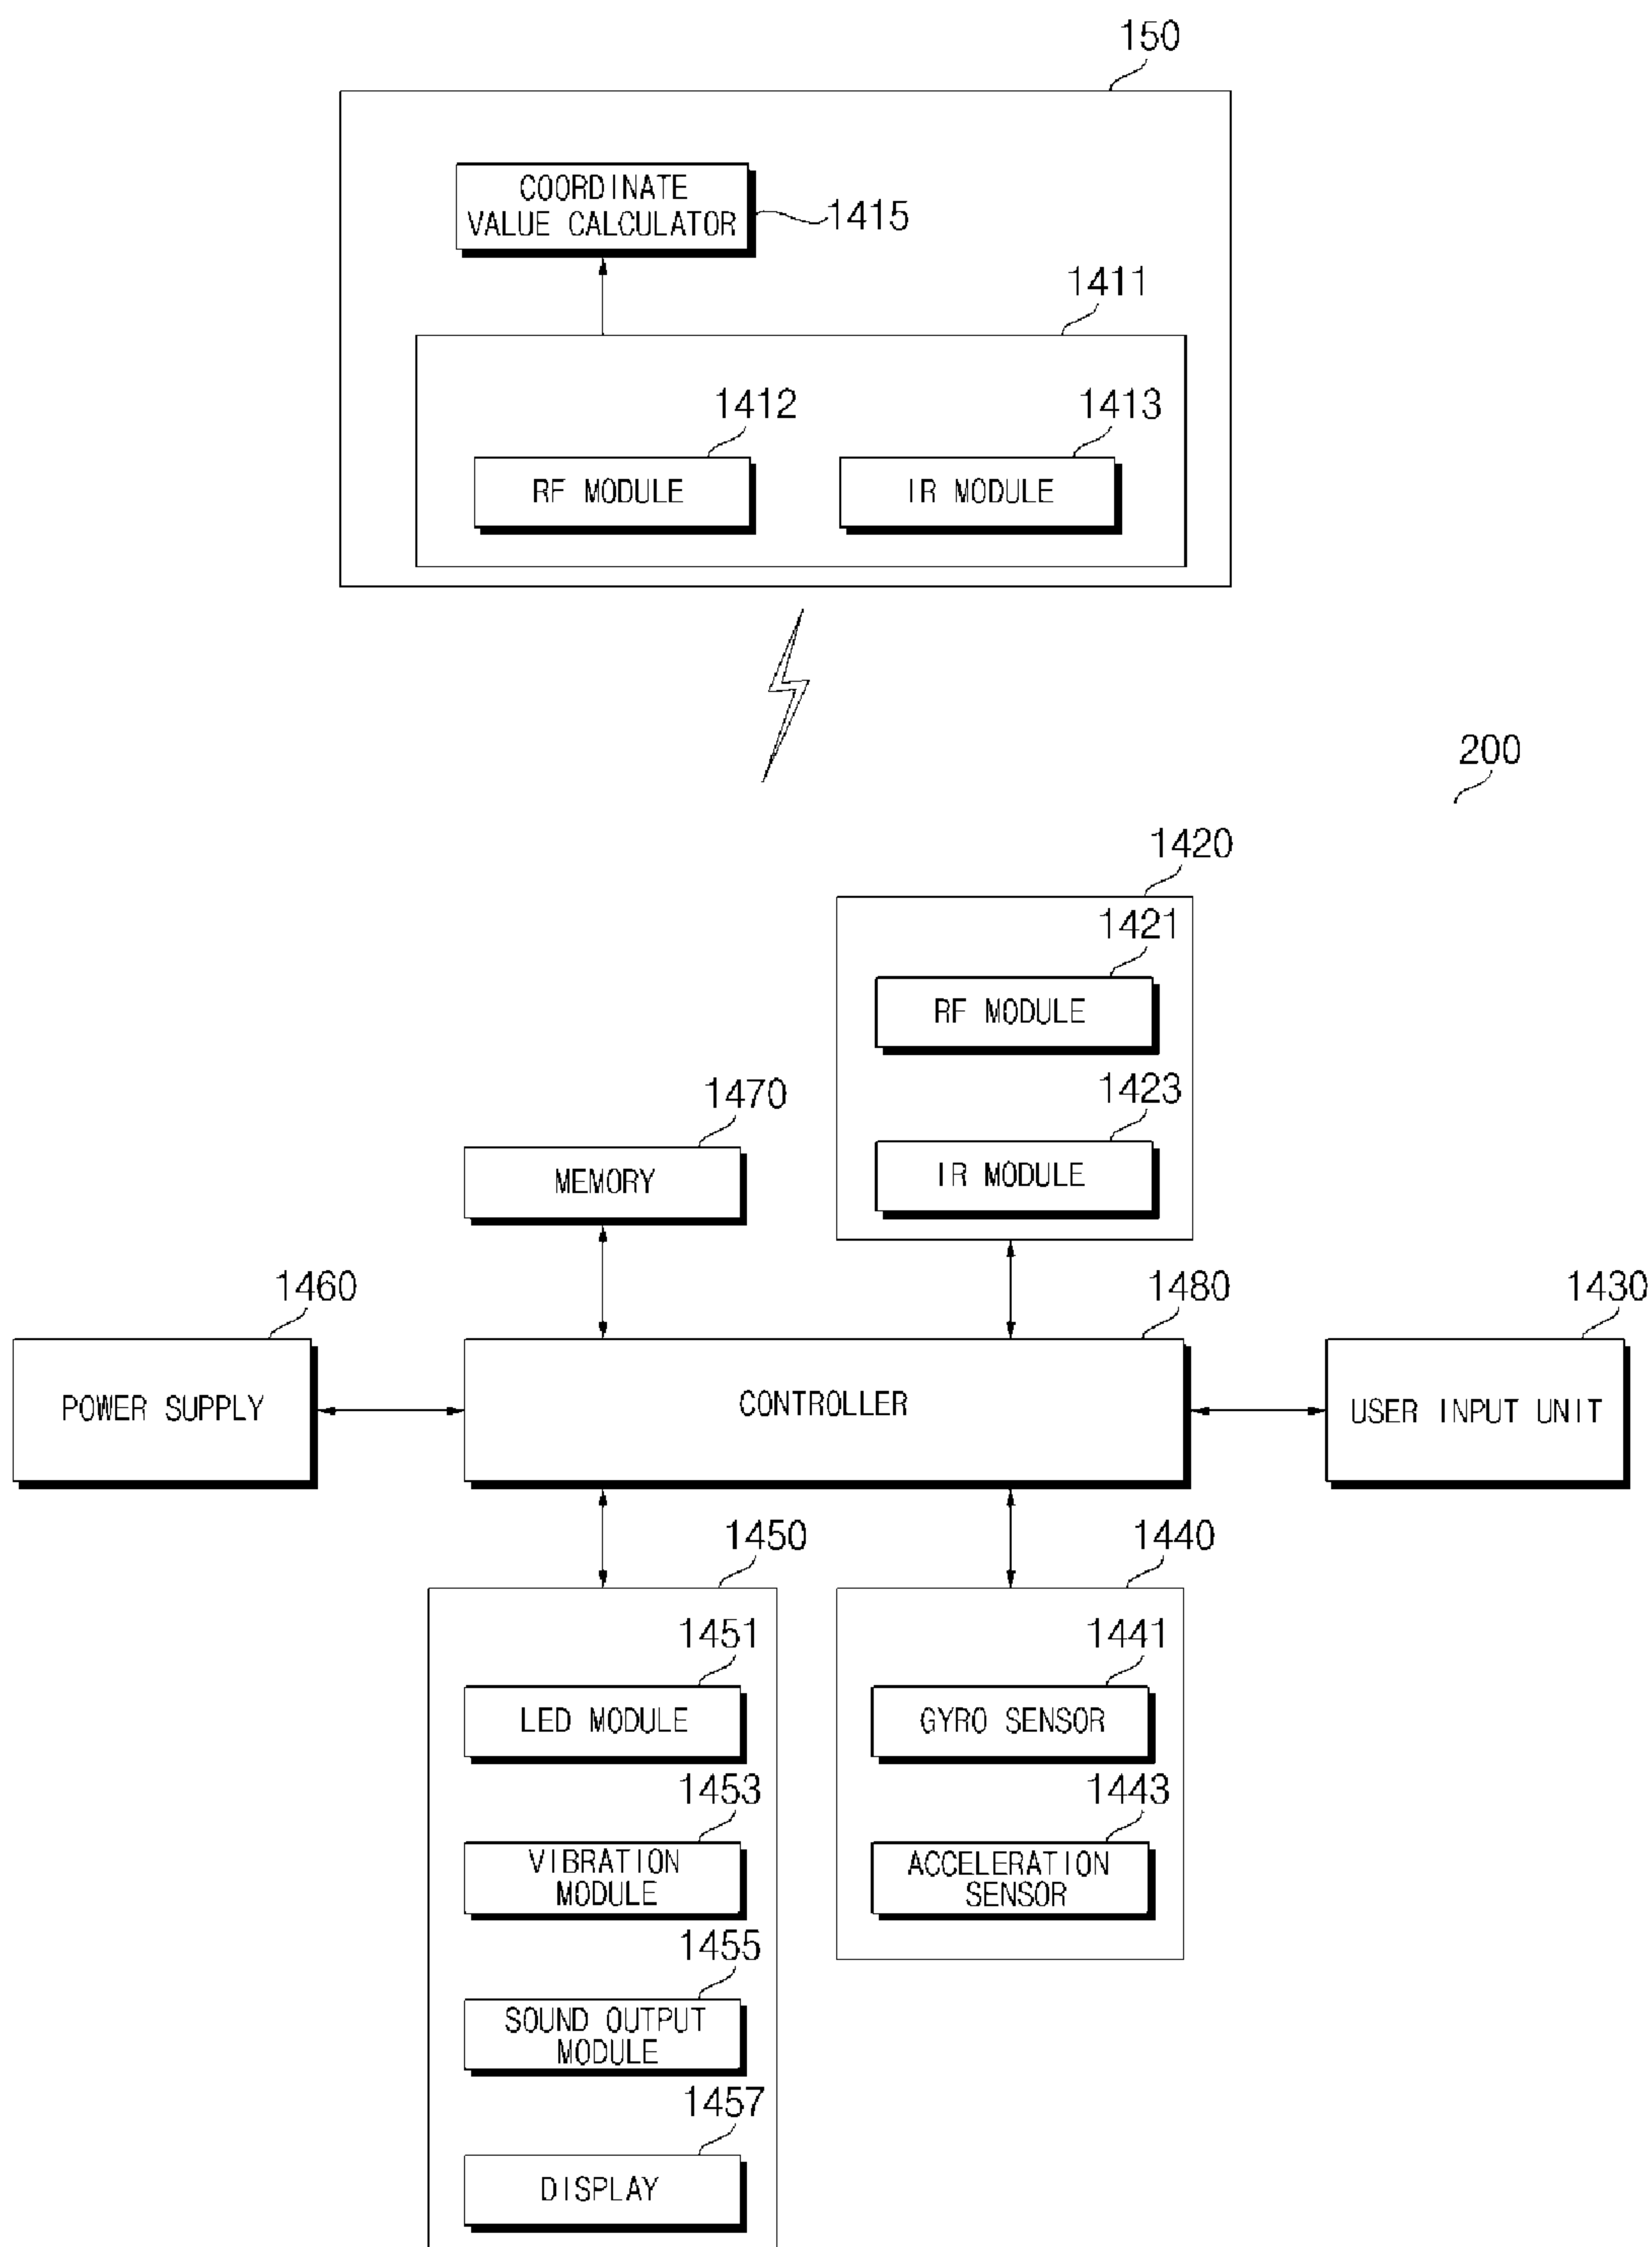 150
COORDINATE
VALUE CALCULATOR
1415
1411
1412
1413
RF MODULE
IR MODULE
200
1420
1421
RF MODULE
1470
1423
MEMORY
IR MODULE
1460
1480
1430
POWER SUPPLY
CONTROLLER
USER INPUT UNIT
1450
1440
1451
1441
LED MODULE
GYRO SENSOR
1453
1443
VIBRATION
MODULE
ACCELERATION
SENSOR
1455
SOUND OUTPUT
MODULE
1457
DISPLAY